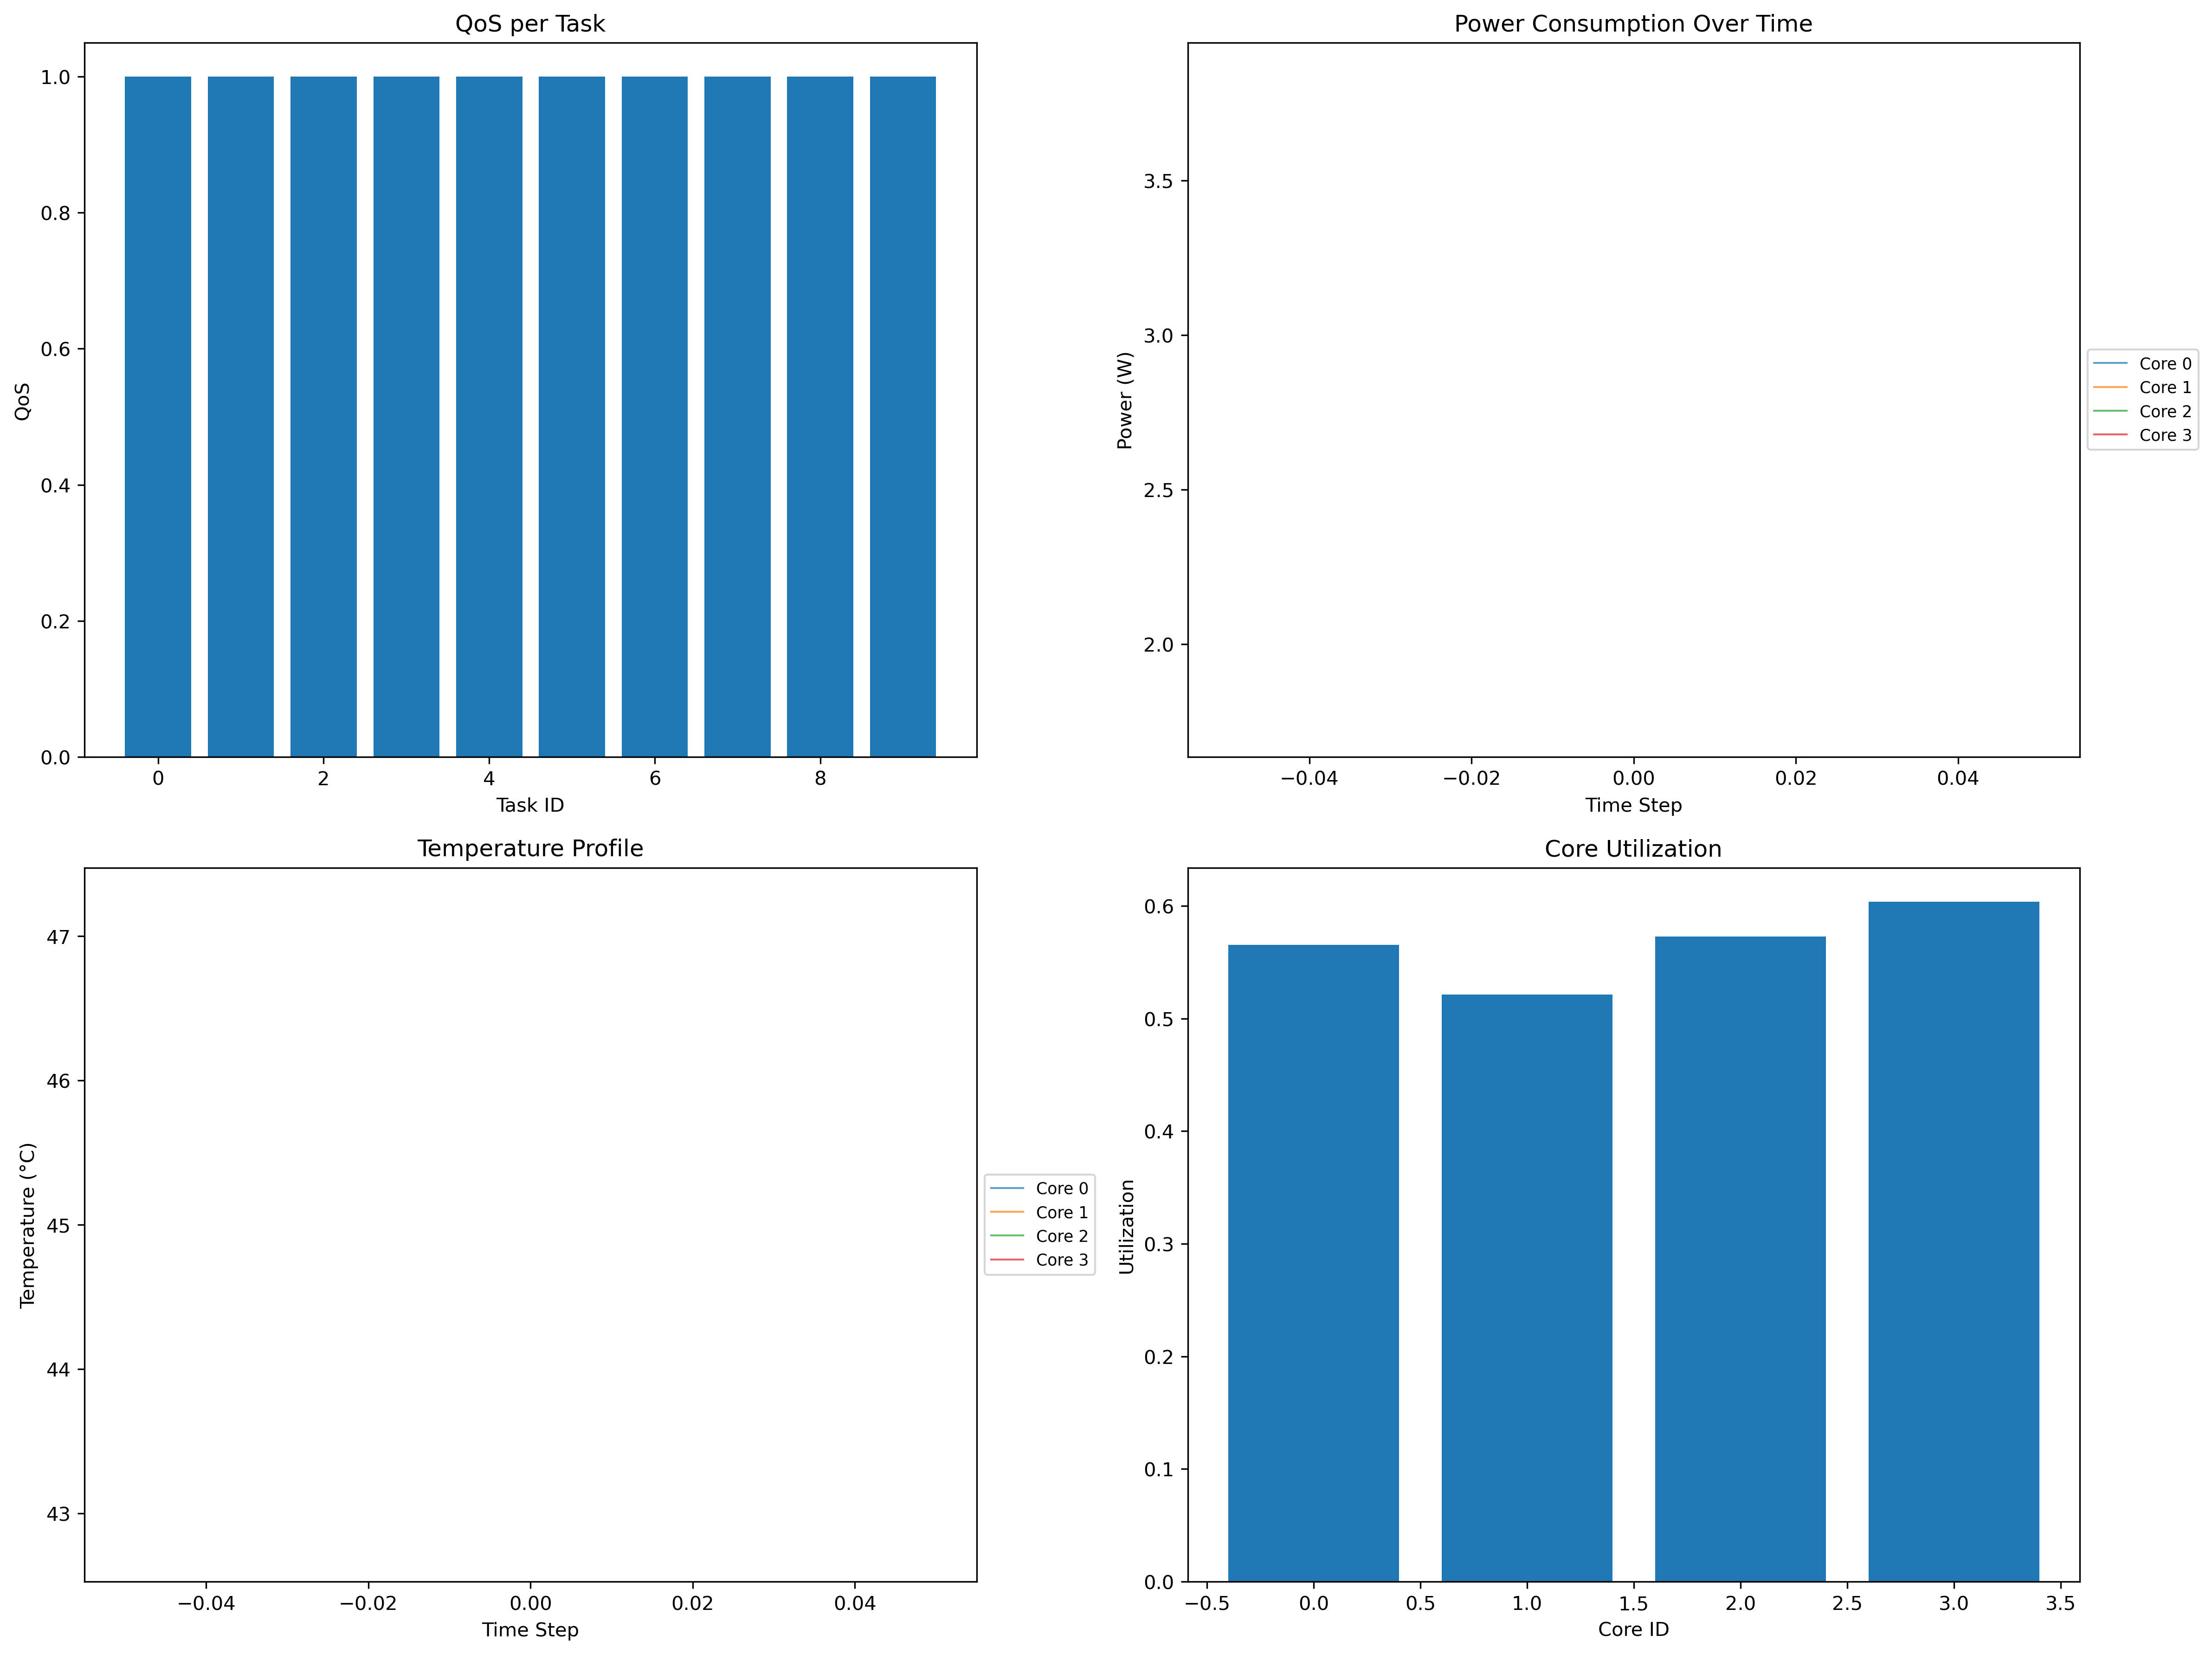 QoS per Task
1.0
0.8
0.6
0.4
0.2
0.0
QoS
0 2 4 6 8
Task ID
Power Consumption Over Time
3.5
3.0
2.5
2.0
Power (W)
−0.04 −0.02 0.00 0.02 0.04
Time Step
Core 0
Core 1
Core 2
Core 3
Temperature Profile
47
46
45
44
43
Temperature (°C)
−0.04 −0.02 0.00 0.02 0.04
Time Step
Core 0
Core 1
Core 2
Core 3
Core Utilization
0.6
0.5
0.4
0.3
0.2
0.1
0.0
Utilization
−0.5 0.0 0.5 1.0 1.5 2.0 2.5 3.0 3.5
Core ID